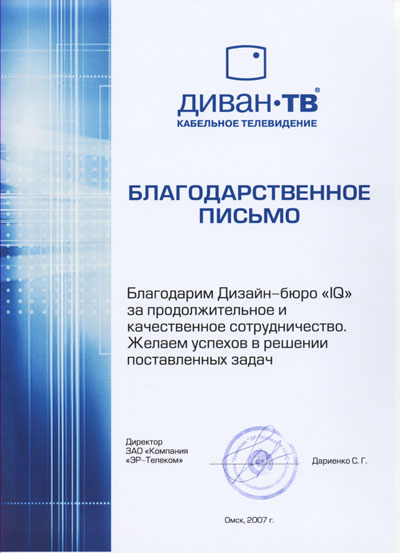 ДИВАН·ТВ®
КАБЕЛЬНОЕ ТЕЛЕВИДЕНИЕ
БЛАГОДАРСТВЕННОЕ
ПИСЬМО
Благодарим Дизайн–бюро «IQ»
за продолжительное и
качественное сотрудничество.
Желаем успехов в решении
поставленных задач
Директор
ЗАО «Компания
«ЭР–Телеком»
Дариенко С. Г.
Омск, 2007 г.